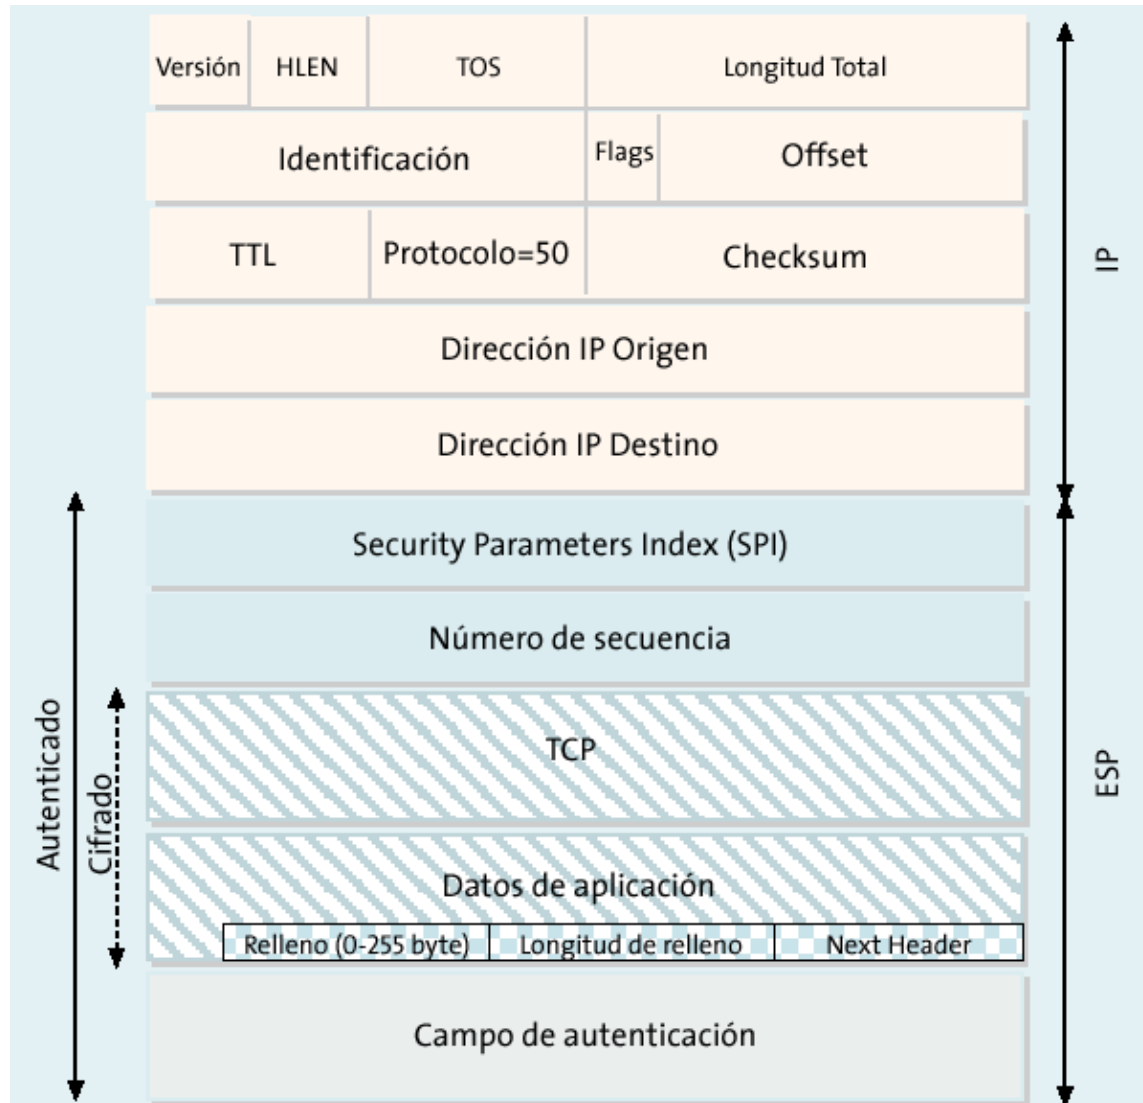 Versión HLEN TOS Longitud Total
Identificación Flags Offset
TTL Protocolo=50 Checksum
IP
Dirección IP Origen
Dirección IP Destino
Security Parameters Index (SPI)
Número de secuencia
Autenticado
Cifrado
TCP
ESP
Datos de aplicación
Relleno (0-255 byte) Longitud de relleno Next Header
Campo de autenticación